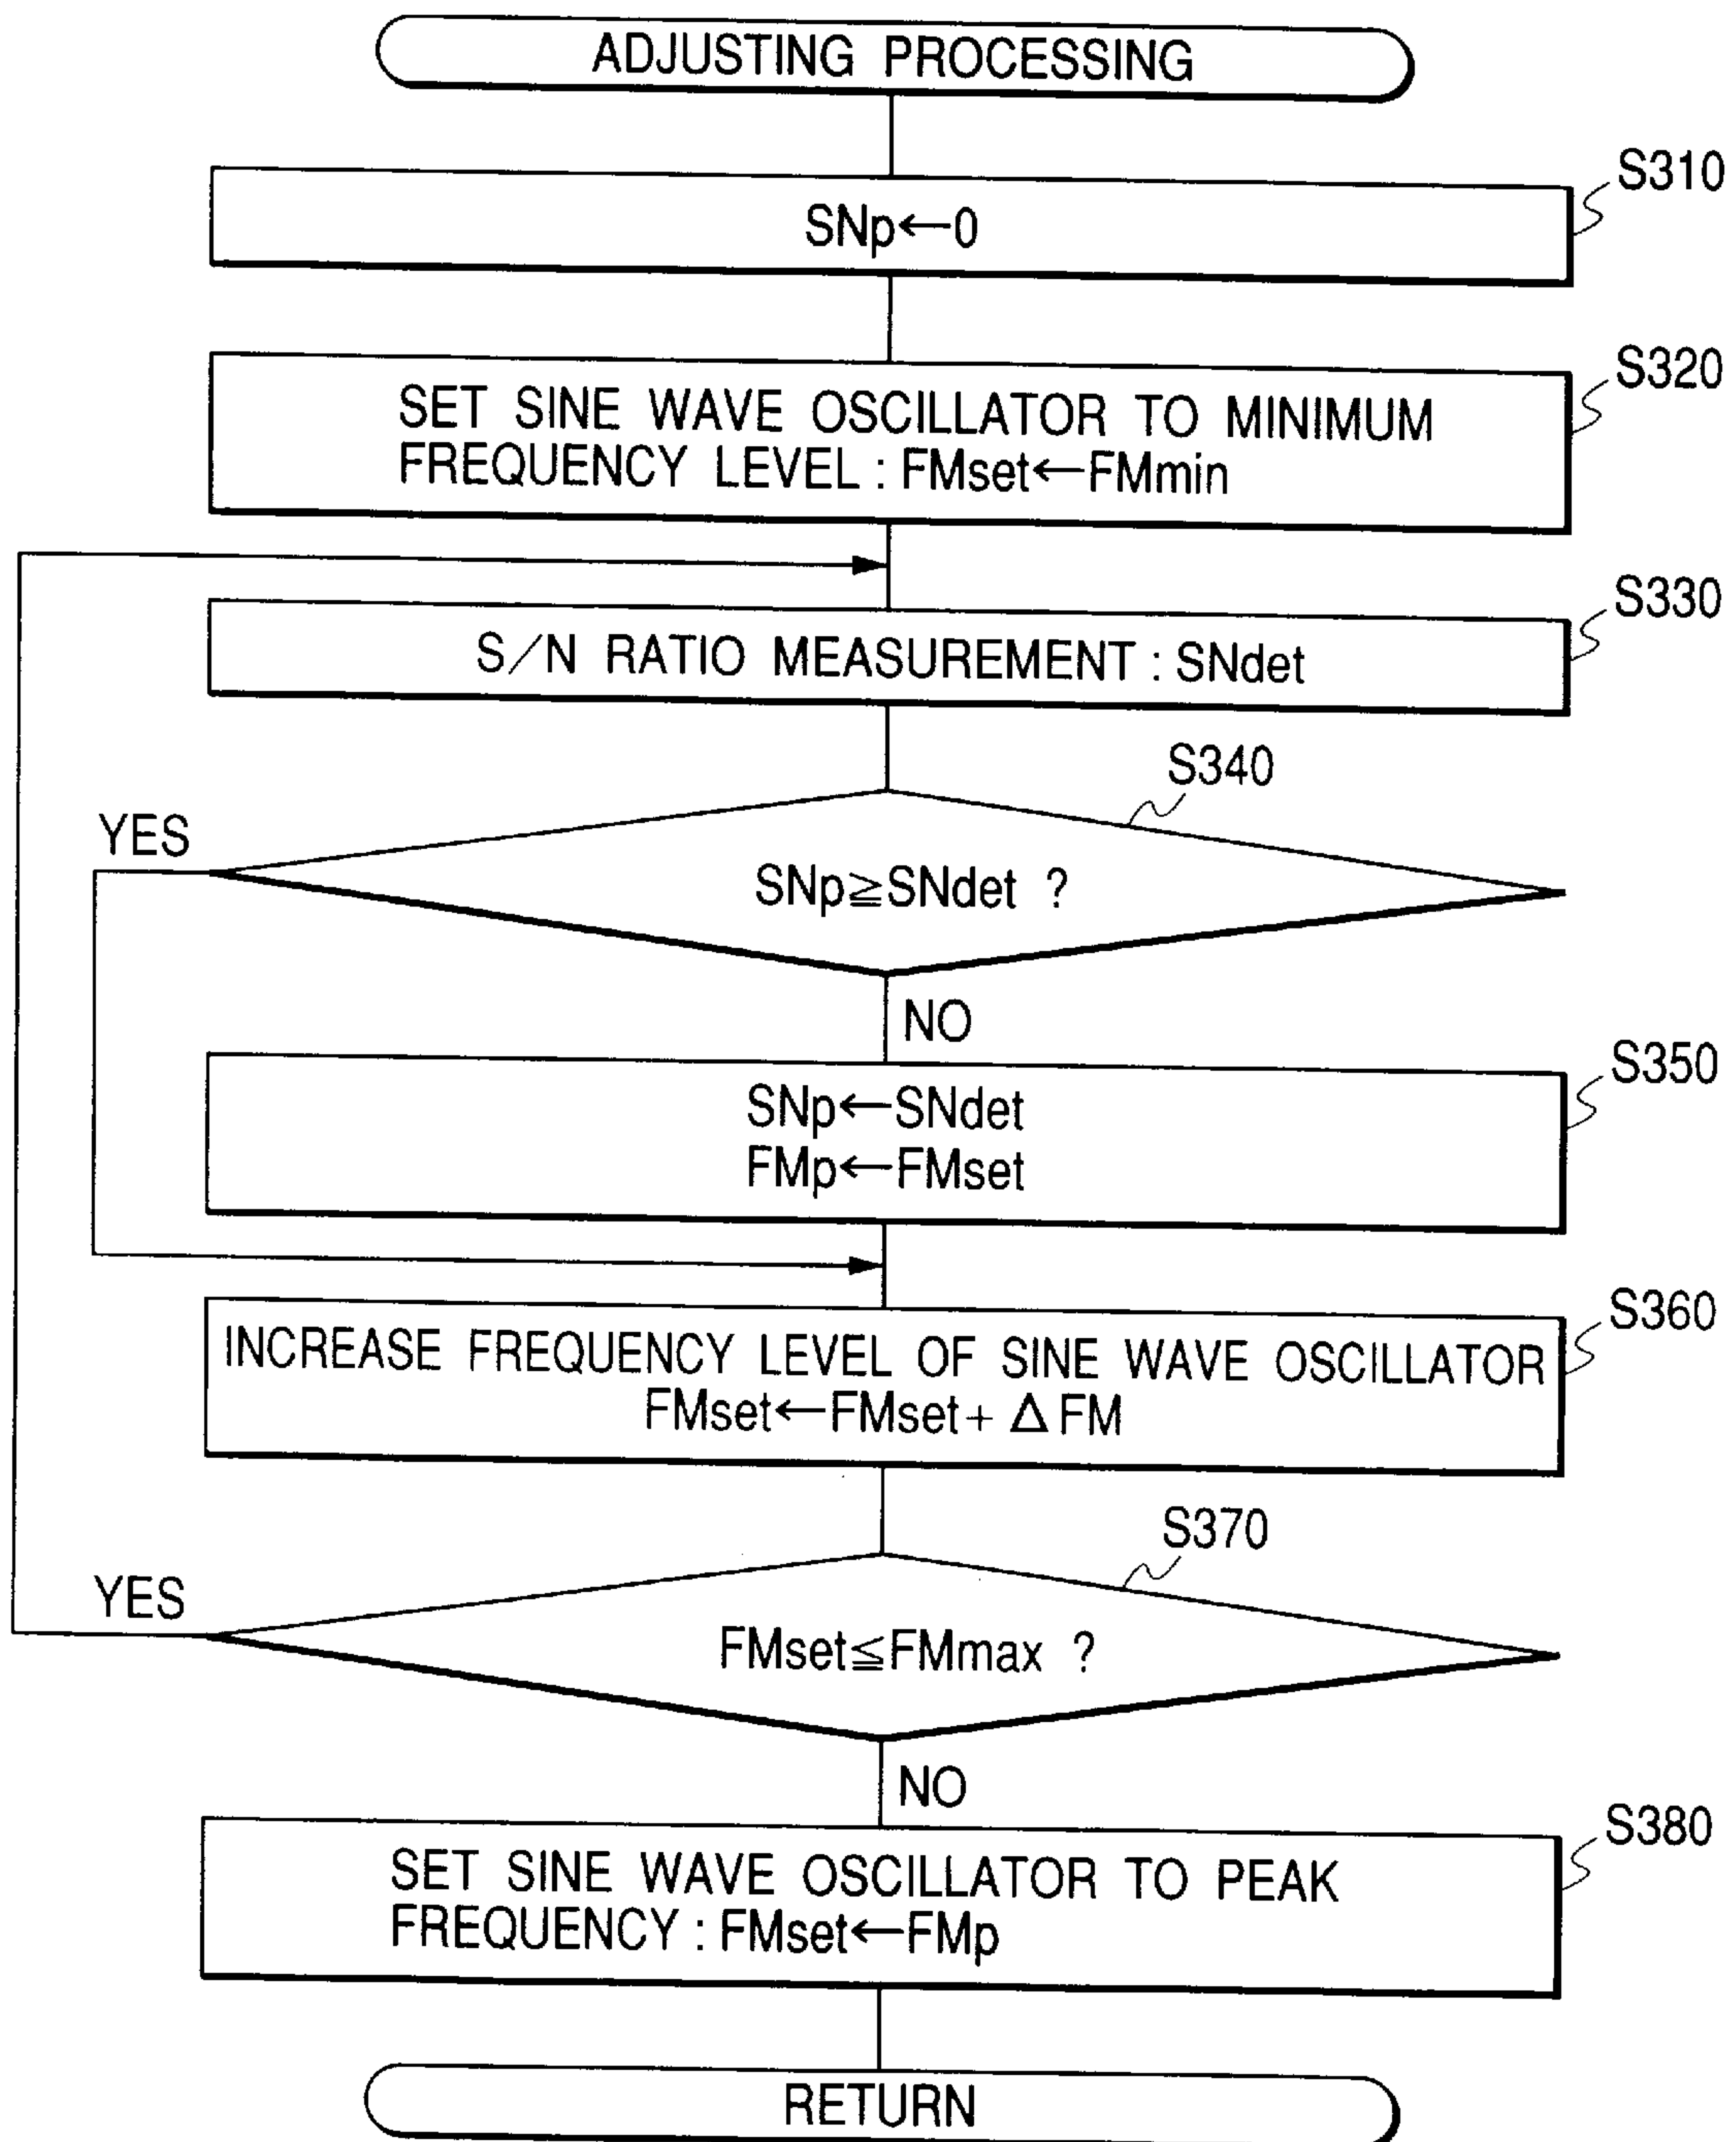 ADJUSTING PROCESSING
S310
SNp←0
S320
SET SINE WAVE OSCILLATOR TO MINIMUM
FREQUENCY LEVEL : FMset←FMmin
S330
S/N RATIO MEASUREMENT : SNdet
S340
YES
SNp≧SNdet ?
NO
S350
SNp←SNdet
FMp←FMset
S360
INCREASE FREQUENCY LEVEL OF SINE WAVE OSCILLATOR
FMset←FMset+ Δ FM
S370
YES
FMset≦FMmax ?
NO
S380
SET SINE WAVE OSCILLATOR TO PEAK
FREQUENCY : FMset←FMp
RETURN